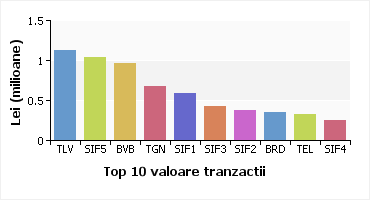 Lei (milioane)
1.5
1
0.5
0
TLV SIF5 BVB TGN SIF1 SIF3 SIF2 BRD TEL SIF4
Top 10 valoare tranzactii